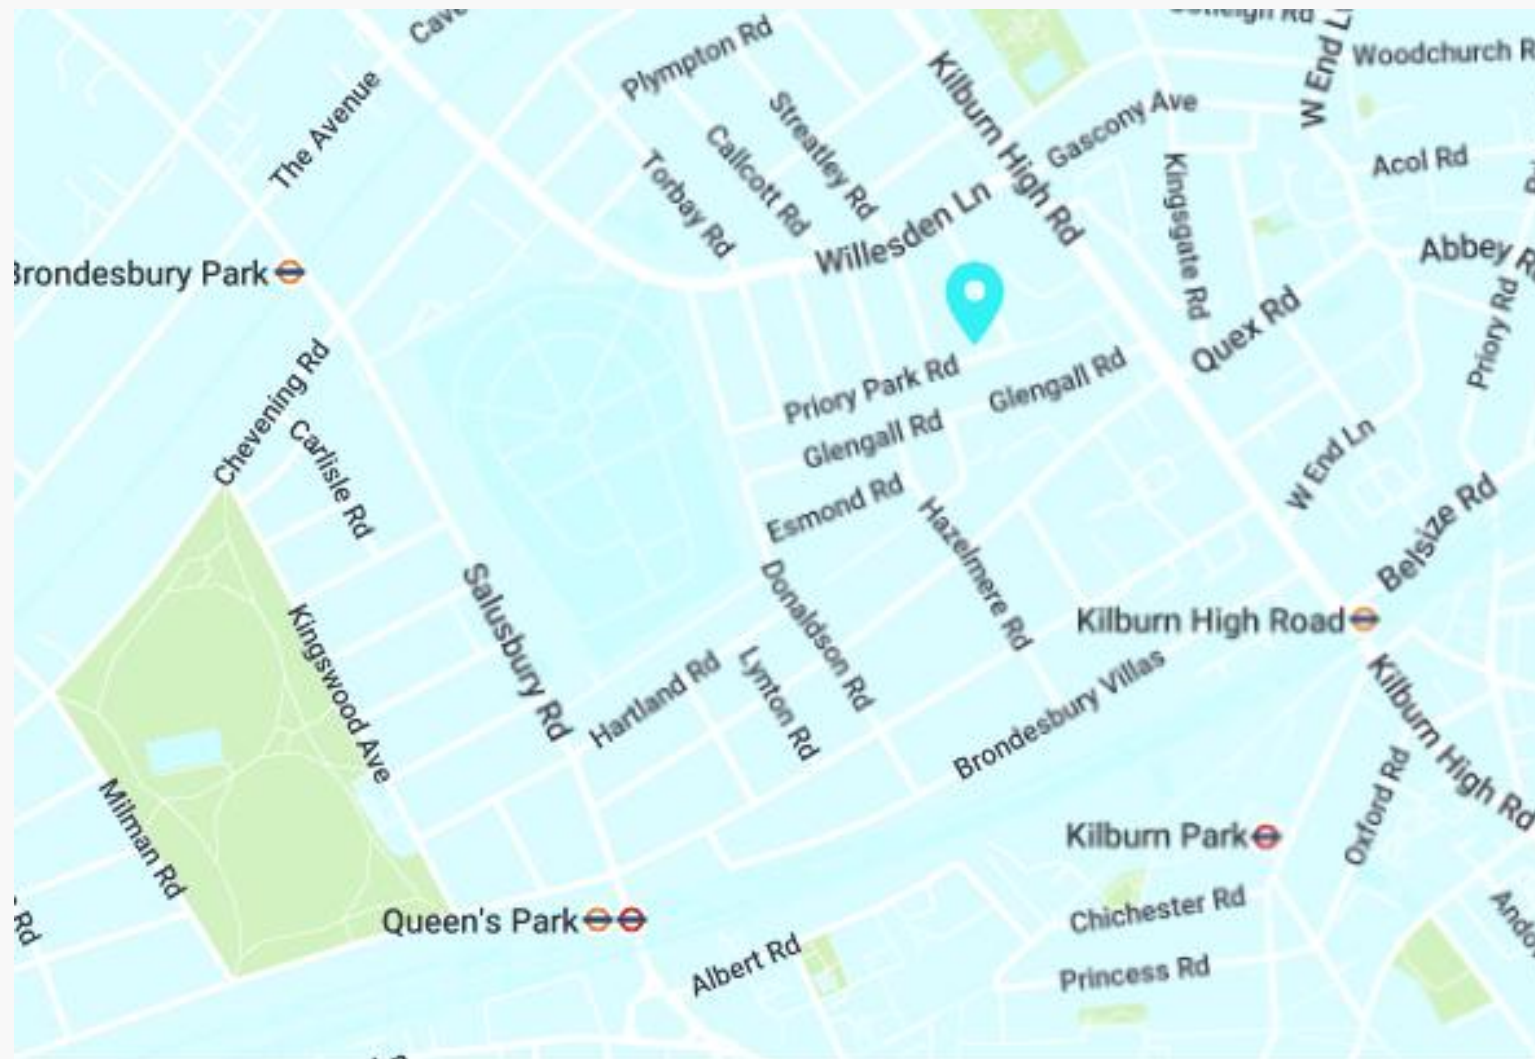 The Avenue
Plympton Rd
Kilburn High Rd
Woodchurch R
W End L
Streatley Rd
Gascony Ave
Callcott Rd
Torbay Rd
Acol Rd
Kingsgate Rd
Willesden Ln
Abbey R
Brondesbury Park
Priory Rd
Quex Rd
Chevening Rd
Priory Park Rd
Glengall Rd
Glengall Rd
Carlisle Rd
Esmond Rd
W End Ln
Belsize Rd
Hazelmere Rd
Salusbury Rd
Donaldson Rd
Kilburn High Road
Kingswood Ave
Hartland Rd
Lynton Rd
Brondesbury Villas
Kilburn High Rd
Milman Rd
Oxford Rd
Kilburn Park
Chichester Rd
Rd
Queen's Park
Albert Rd
Princess Rd